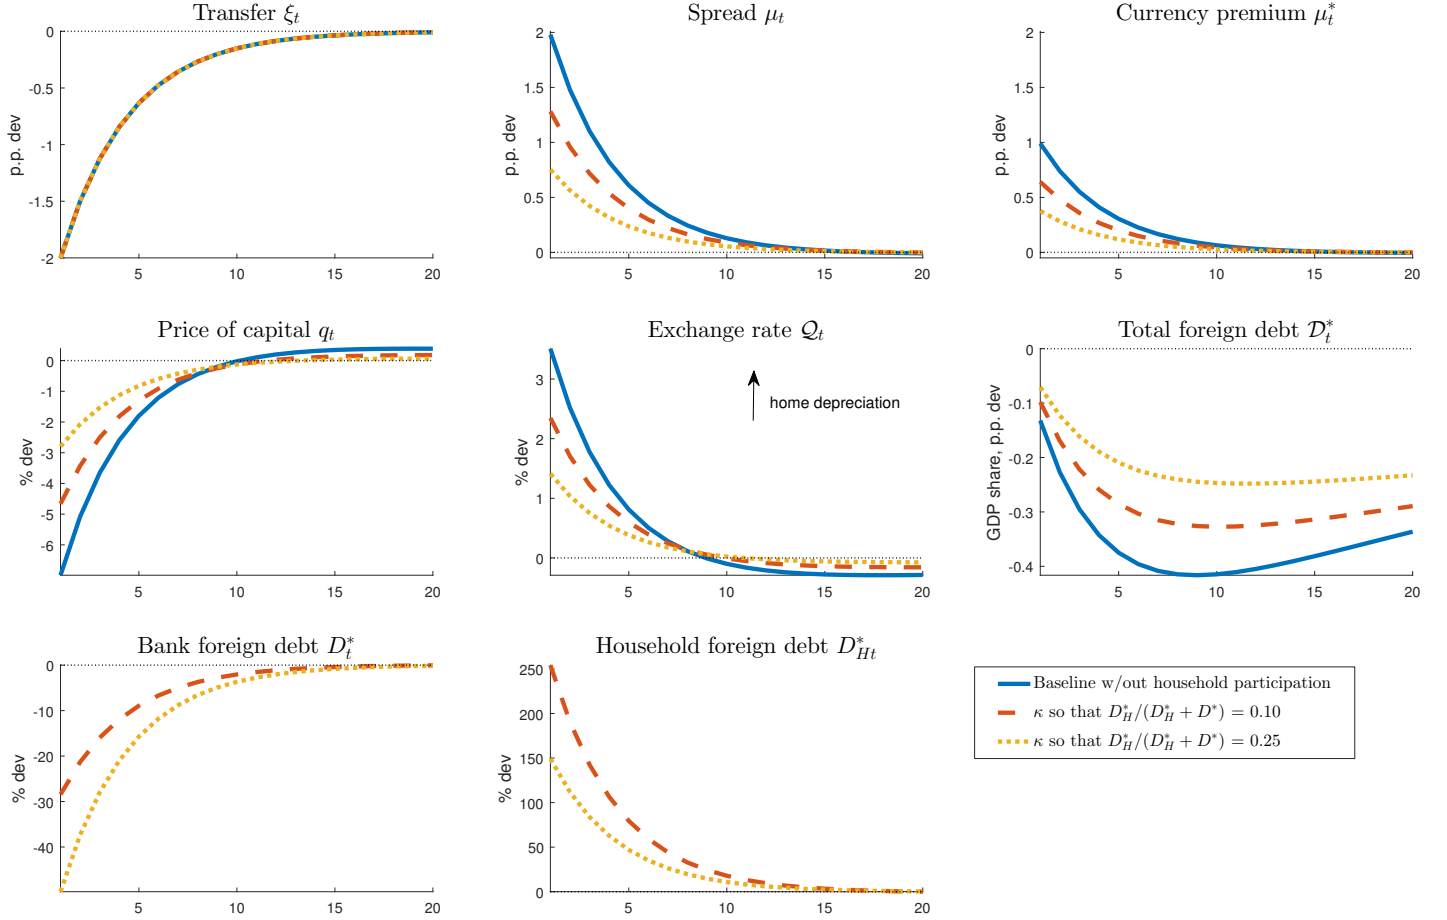 Transfer ξt
p.p. dev
0
-0.5
-1
-1.5
-2
5 10 15 20
Spread μt
p.p. dev
2
1.5
1
0.5
0
5 10 15 20
Currency premium μ*t
p.p. dev
2
1.5
1
0.5
0
5 10 15 20
Price of capital qt
% dev
0
-1
-2
-3
-4
-5
-6
5 10 15 20
Exchange rate 𝒬t
% dev
3
2
1
0
home depreciation
5 10 15 20
Total foreign debt 𝒟*t
GDP share, p.p. dev
0
-0.1
-0.2
-0.3
-0.4
5 10 15 20
Bank foreign debt D*t
% dev
0
-10
-20
-30
-40
5 10 15 20
Household foreign debt D*Ht
% dev
250
200
150
100
50
0
5 10 15 20
Baseline w/out household participation
κ so that D*H/(D*H + D*) = 0.10
κ so that D*H/(D*H + D*) = 0.25